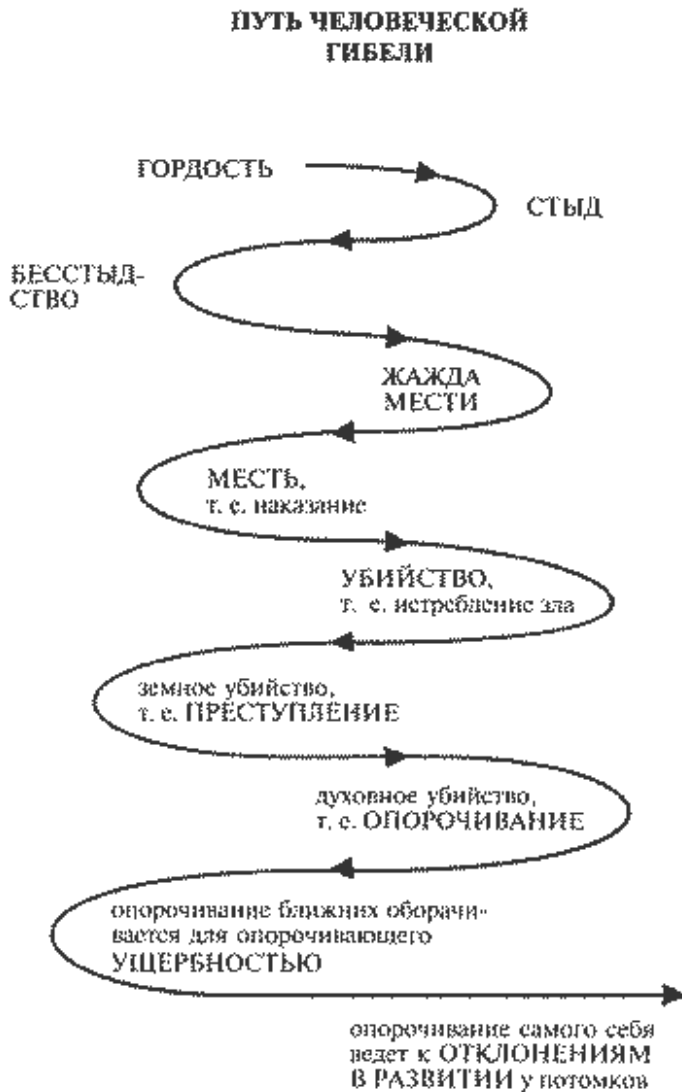 ПУТЬ ЧЕЛОВЕЧЕСКОЙ
ГИБЕЛИ
ГОРДОСТЬ
СТЫД
БЕССТЫД-
СТВО
ЖАЖДА
МЕСТИ
МЕСТЬ,
т. е. наказание
УБИЙСТВО,
т. е. истребление зла
земное убийство,
т. е. ПРЕСТУПЛЕНИЕ
духовное убийство,
т. е. ОПОРОЧИВАНИЕ
опорочивание ближних оборачи-
вается для опорочивающего
УЩЕРБНОСТЬЮ
опорочивание самого себя
ведет к ОТКЛОНЕНИЯМ
В РАЗВИТИИ у потомков